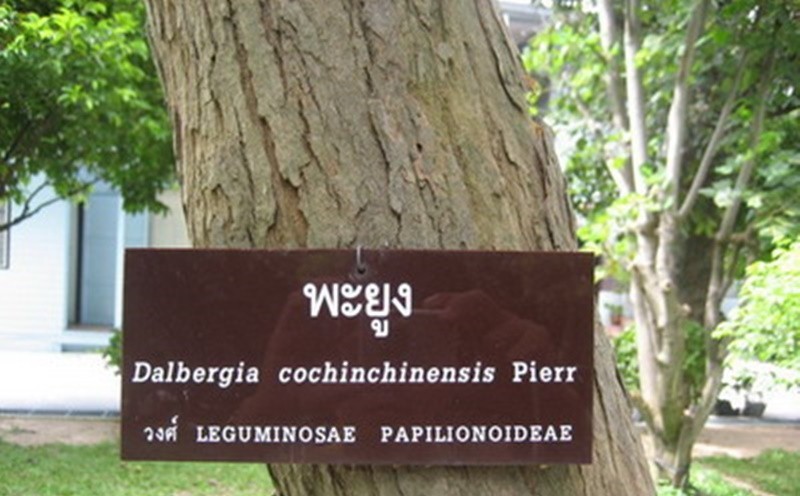 พะยูง
Dalbergia cochinchinensis Pierr
วงศ์ LEGUMINOSAE PAPILIONOIDEAE